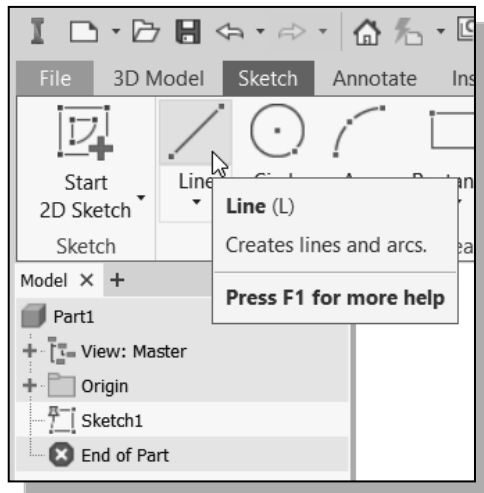 File 3D Model Sketch Annotate Ins
Start
2D Sketch
Line
Sketch
Line (L)
Creates lines and arcs.
Press F1 for more help
Model × +
Part1
View: Master
Origin
Sketch1
End of Part